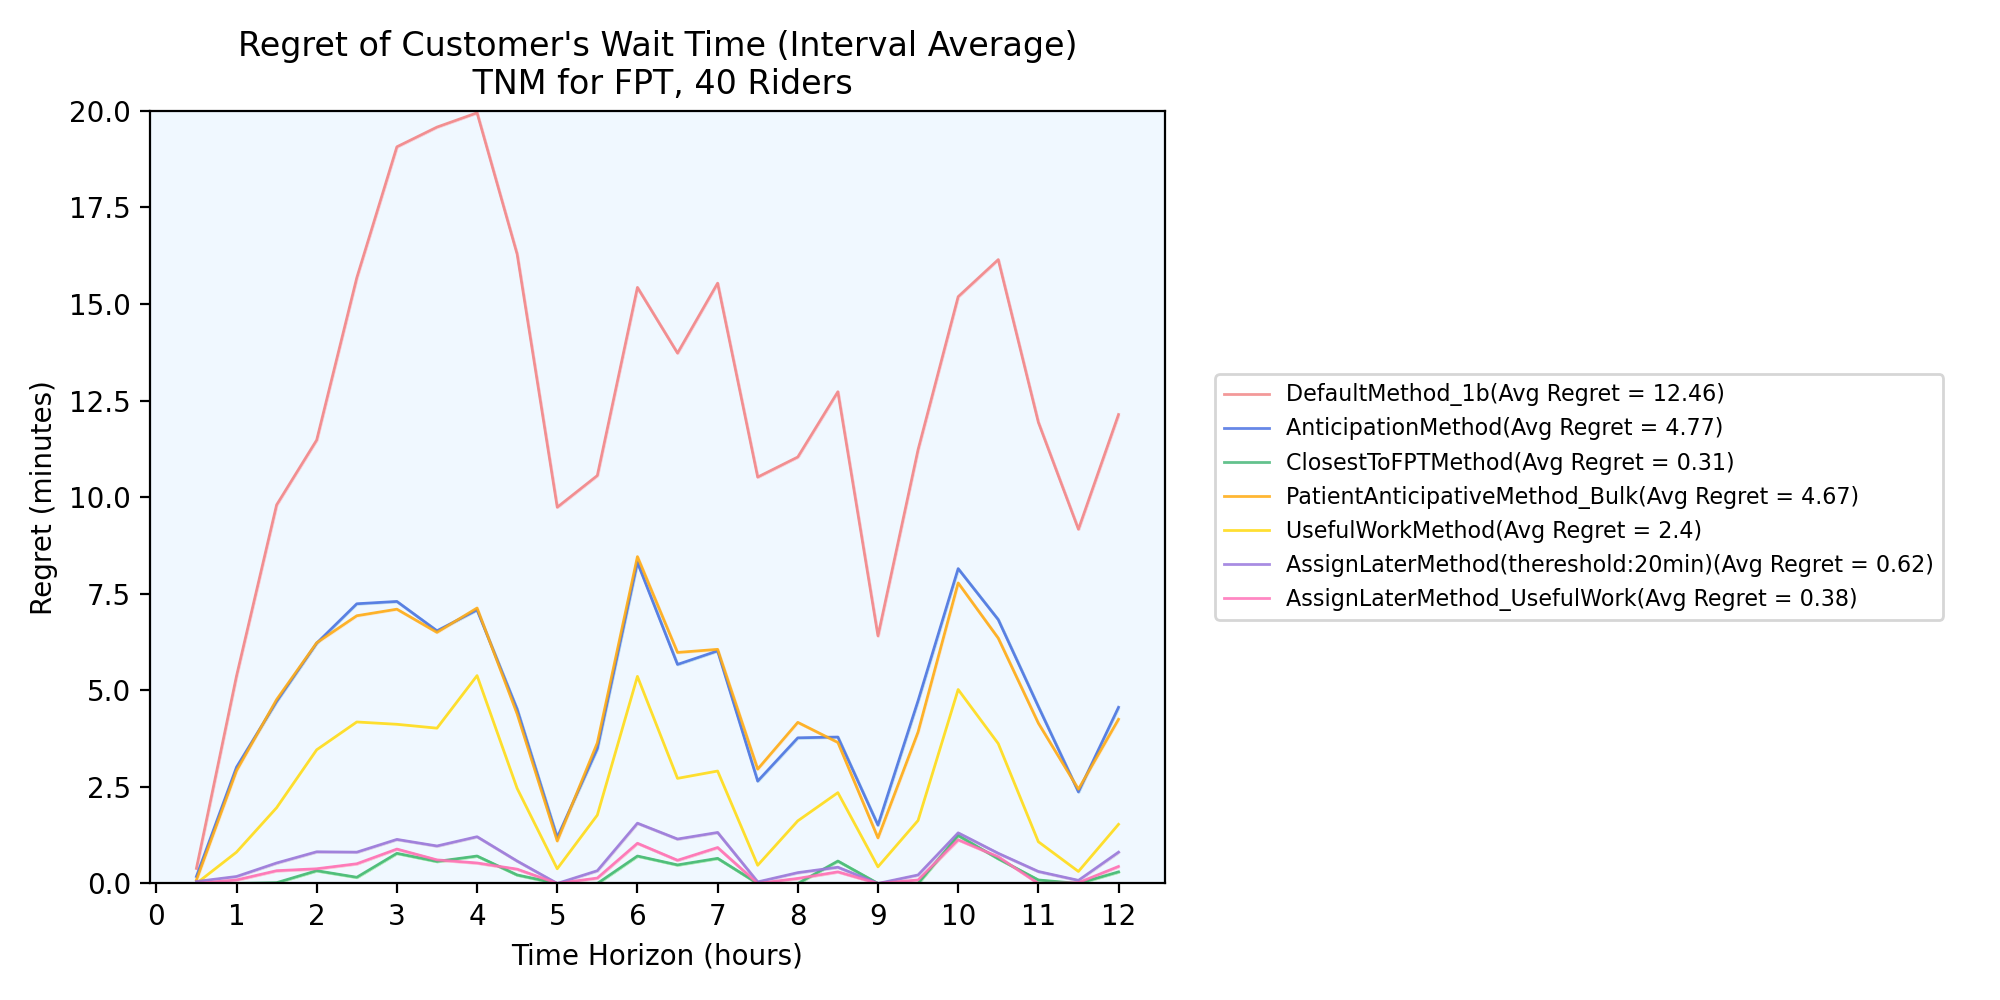 Regret of Customer's Wait Time (Interval Average)
TNM for FPT, 40 Riders
20.0
17.5
15.0
12.5
10.0
7.5
5.0
2.5
0.0
Regret (minutes)
0 1 2 3 4 5 6 7 8 9 10 11 12
Time Horizon (hours)
DefaultMethod_1b(Avg Regret = 12.46)
AnticipationMethod(Avg Regret = 4.77)
ClosestToFPTMethod(Avg Regret = 0.31)
PatientAnticipativeMethod_Bulk(Avg Regret = 4.67)
UsefulWorkMethod(Avg Regret = 2.4)
AssignLaterMethod(thereshold:20min)(Avg Regret = 0.62)
AssignLaterMethod_UsefulWork(Avg Regret = 0.38)